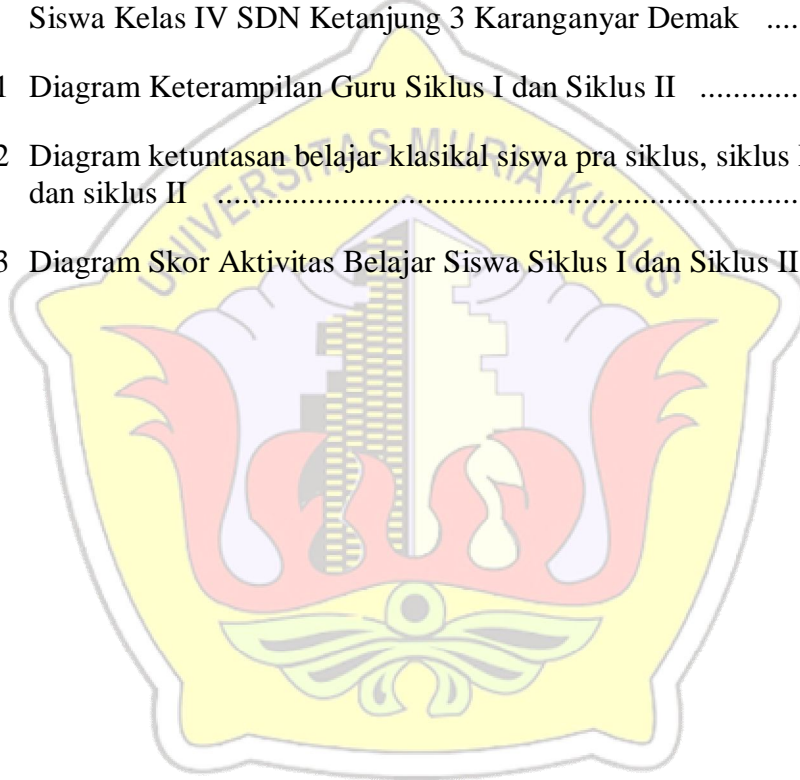 Siswa Kelas IV SDN Ketanjung 3 Karanganyar Demak ....
1 Diagram Keterampilan Guru Siklus I dan Siklus II .............
2 Diagram ketuntasan belajar klasikal siswa pra siklus, siklus I
dan siklus II ......................................................................
3 Diagram Skor Aktivitas Belajar Siswa Siklus I dan Siklus II
UNIVERSITAS MURIA KUDUS